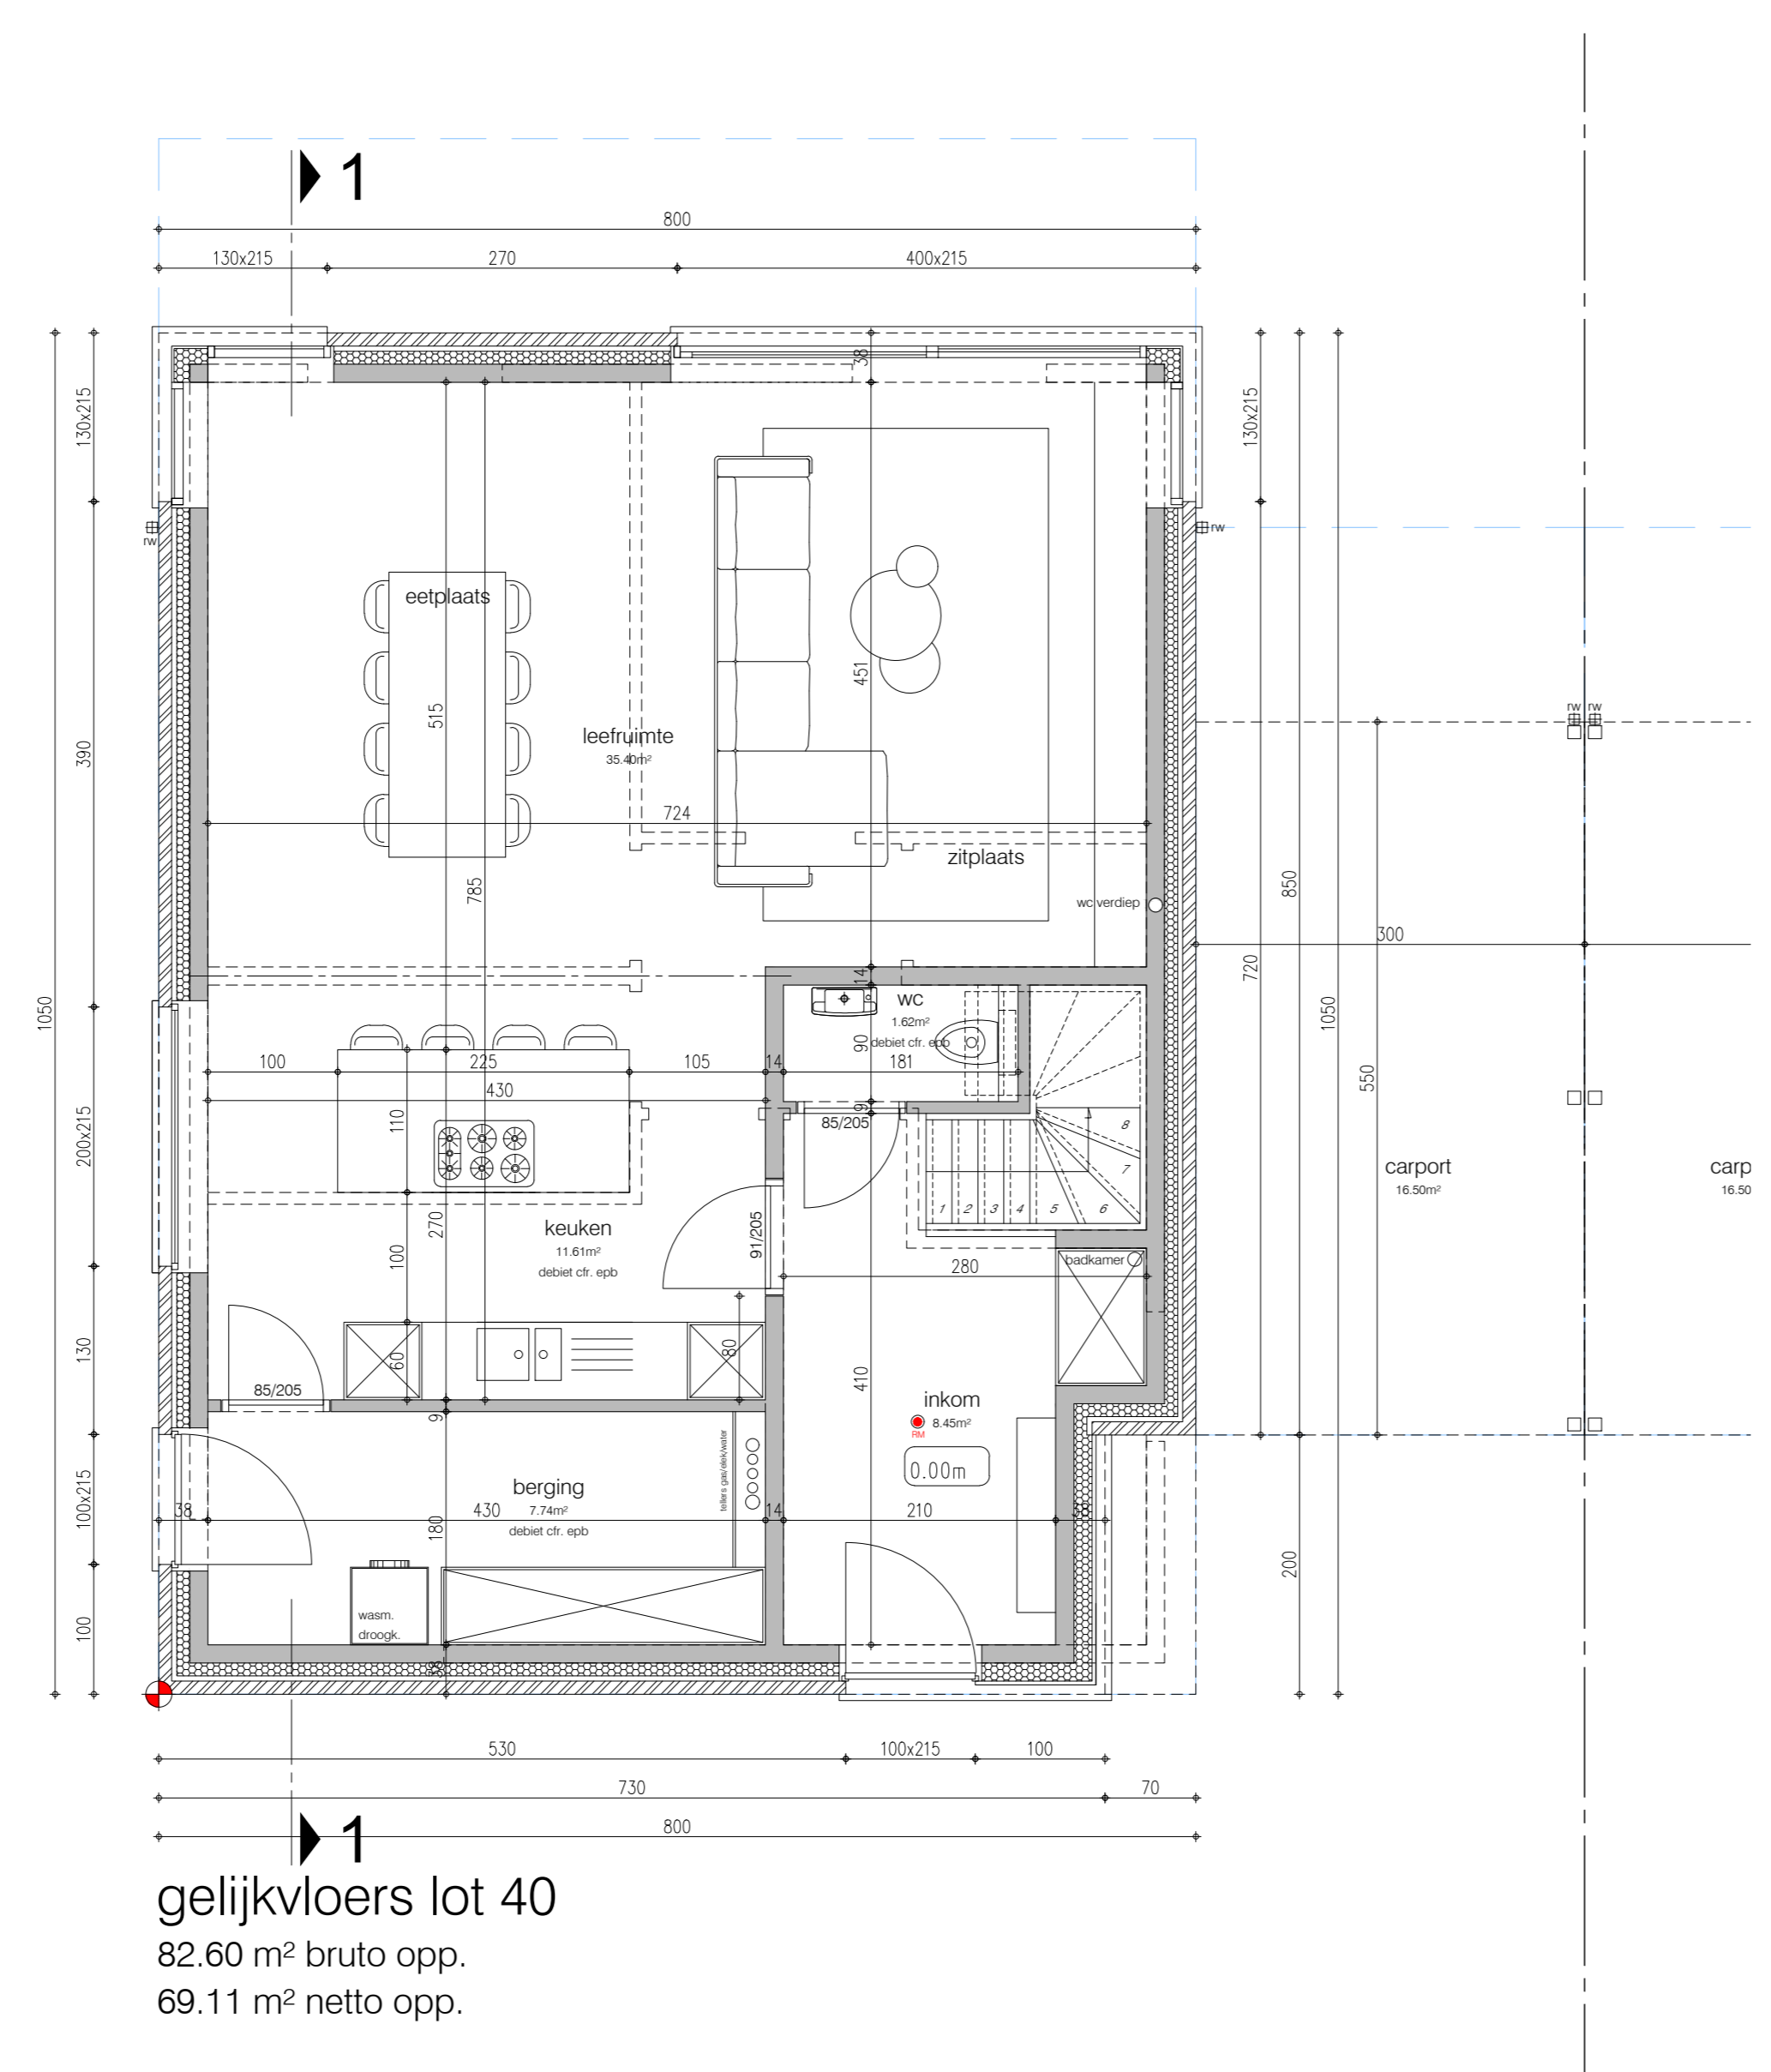 1
800
130x215 270 400x215
38
130x215
130x215
rw
rw
eetplaats
451
rw rw
515
leefruimte
35.40m²
390
724
zitplaats
785
wc verdiep
850
300
720
14
1050
1050
WC
1.62m²
debiet cfr. epb
90
100 225 105 14 181
430
550
9
110
85/205
200x215
8
7
carport
16.50m²
carp
16.50
1 2 3 4 5 6
270
keuken
11.61m²
debiet cfr. epb
91/205
100
badkamer
280
130
60
80
410
85/205
inkom
8.45m²
RM
9
0.00m
tellers gas/elek/water
berging
7.74m²
debiet cfr. epb
100x215
38 430 14 210 38
180
200
100
wasm.
droogk.
38
530 100x215 100
730 70
800
1
gelijkvloers lot 40
82.60 m² bruto opp.
69.11 m² netto opp.